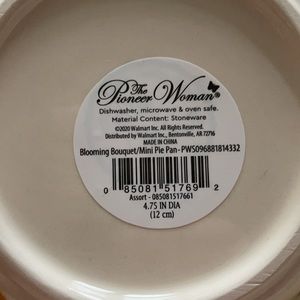 The
Pioneer Woman®
Dishwasher, microwave & oven safe.
Material Content: Stoneware
©2020 Walmart Inc. All Rights Reserved.
Distributed by Walmart Inc., Bentonville, AR 72716
MADE IN CHINA
Blooming Bouquet/Mini Pie Pan - PWS096881814332
0 85081 51769 2
Assort - 085081517661
4.75 IN DIA
(12 cm)